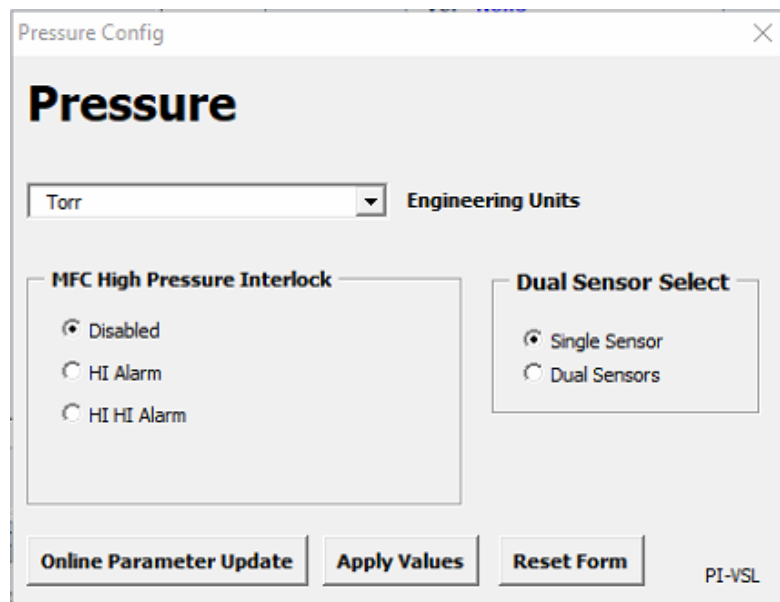 Pressure Config
Pressure
Torr
Engineering Units
MFC High Pressure Interlock
Disabled
HI Alarm
HI HI Alarm
Dual Sensor Select
Single Sensor
Dual Sensors
Online Parameter Update
Apply Values
Reset Form
PI-VSL